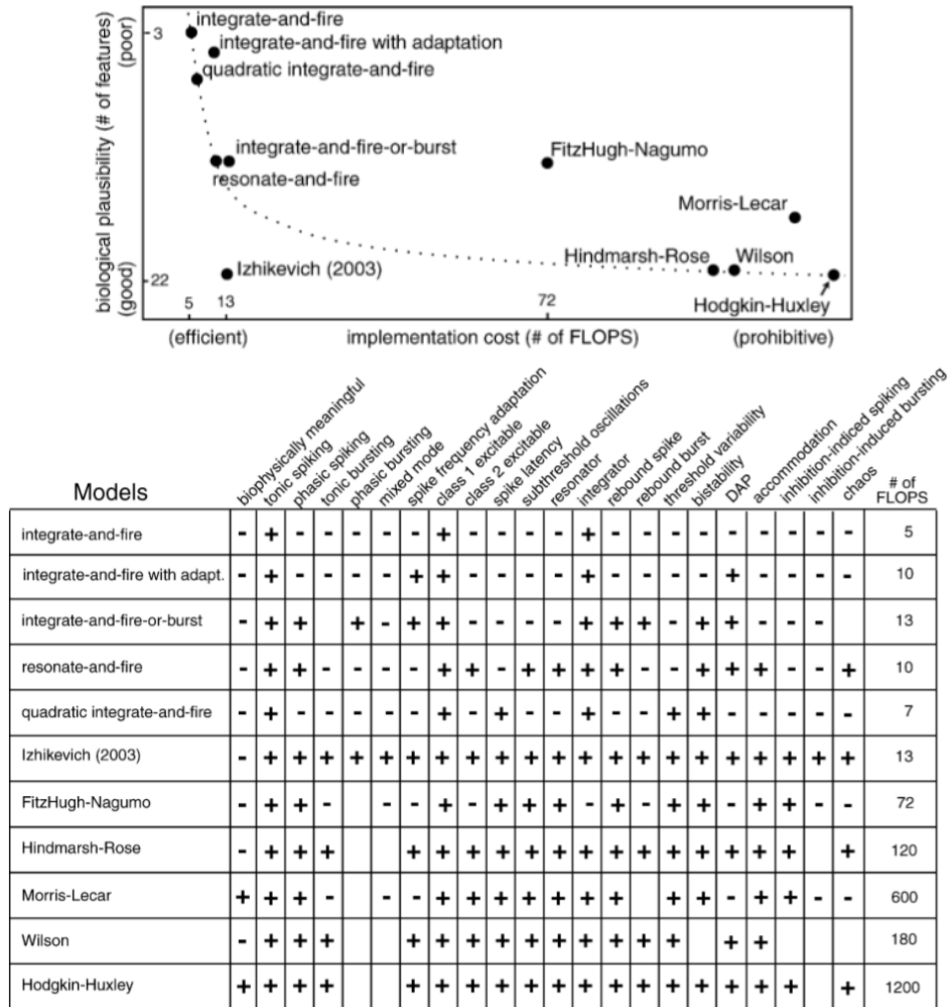 biological plausibility (# of features)
(poor)
(good)
3
22
integrate-and-fire
integrate-and-fire with adaptation
quadratic integrate-and-fire
integrate-and-fire-or-burst
resonate-and-fire
FitzHugh-Nagumo
Morris-Lecar
Izhikevich (2003)
Hindmarsh-Rose
Wilson
Hodgkin-Huxley
5 13 72
(efficient) implementation cost (# of FLOPS) (prohibitive)
Models
biophysically meaningful
tonic spiking
phasic spiking
tonic bursting
phasic bursting
mixed mode
spike frequency adaptation
class 1 excitable
class 2 excitable
spike latency
subthreshold oscillations
resonator
integrator
rebound spike
rebound burst
threshold variability
bistability
DAP
accommodation
inhibition-indiced spiking
inhibition-induced bursting
chaos
# of
FLOPS
integrate-and-fire - + - - - - - + - - - - + - - - - - - - - - 5
integrate-and-fire with adapt. - + - - - - + + - - - - + - - - - + - - - - 10
integrate-and-fire-or-burst - + + + - + + - - - - + + + - + + - - - 13
resonate-and-fire - + + - - - - + + - + + + + - - + + + - - + 10
quadratic integrate-and-fire - + - - - - - + - + - - + - - + + - - - - - 7
Izhikevich (2003) - + + + + + + + + + + + + + + + + + + + + + 13
FitzHugh-Nagumo - + + - - - + - + + + - + - + + - + + - - 72
Hindmarsh-Rose - + + + + + + + + + + + + + + + + + + 120
Morris-Lecar + + + - - - + + + + + + + + + - + + - - 600
Wilson - + + + + + + + + + + + + + + + 180
Hodgkin-Huxley + + + + + + + + + + + + + + + + + + + 1200